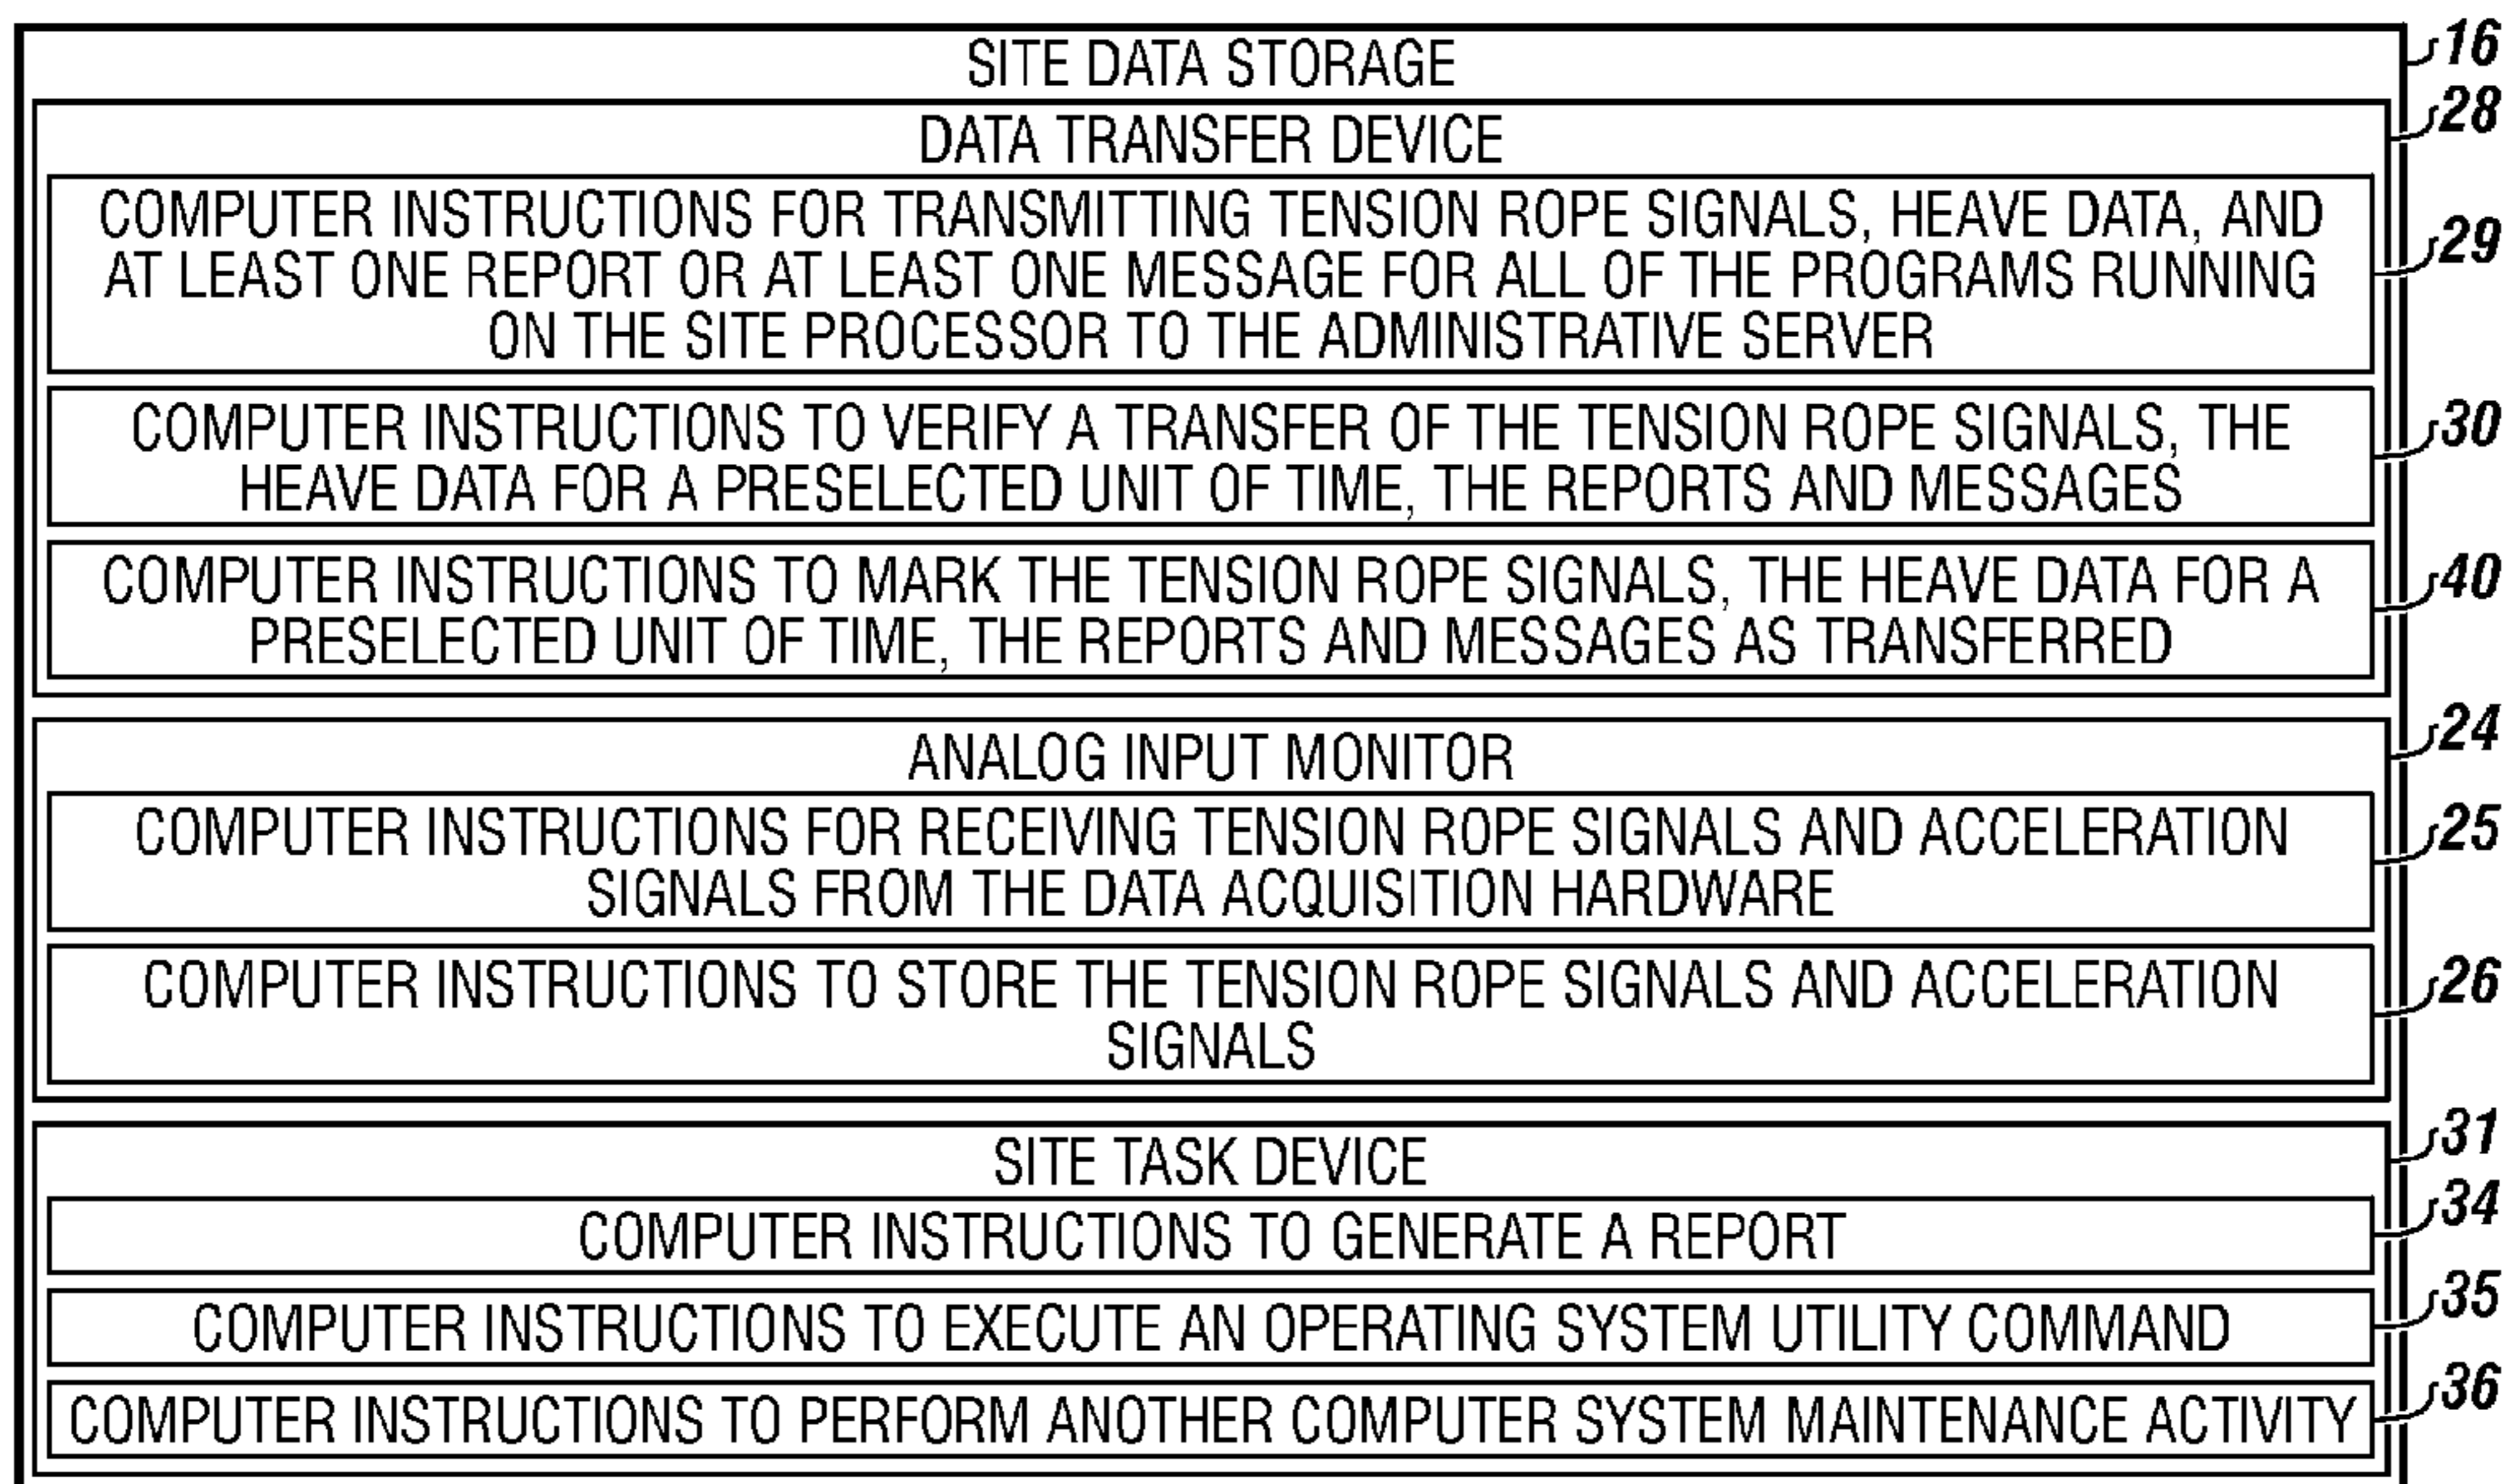 SITE DATA STORAGE
16
DATA TRANSFER DEVICE
28
COMPUTER INSTRUCTIONS FOR TRANSMITTING TENSION ROPE SIGNALS, HEAVE DATA, AND
AT LEAST ONE REPORT OR AT LEAST ONE MESSAGE FOR ALL OF THE PROGRAMS RUNNING
ON THE SITE PROCESSOR TO THE ADMINISTRATIVE SERVER
29
COMPUTER INSTRUCTIONS TO VERIFY A TRANSFER OF THE TENSION ROPE SIGNALS, THE
HEAVE DATA FOR A PRESELECTED UNIT OF TIME, THE REPORTS AND MESSAGES
30
COMPUTER INSTRUCTIONS TO MARK THE TENSION ROPE SIGNALS, THE HEAVE DATA FOR A
PRESELECTED UNIT OF TIME, THE REPORTS AND MESSAGES AS TRANSFERRED
40
ANALOG INPUT MONITOR
24
COMPUTER INSTRUCTIONS FOR RECEIVING TENSION ROPE SIGNALS AND ACCELERATION
SIGNALS FROM THE DATA ACQUISITION HARDWARE
25
COMPUTER INSTRUCTIONS TO STORE THE TENSION ROPE SIGNALS AND ACCELERATION
SIGNALS
26
SITE TASK DEVICE
31
COMPUTER INSTRUCTIONS TO GENERATE A REPORT
34
COMPUTER INSTRUCTIONS TO EXECUTE AN OPERATING SYSTEM UTILITY COMMAND
35
COMPUTER INSTRUCTIONS TO PERFORM ANOTHER COMPUTER SYSTEM MAINTENANCE ACTIVITY
36